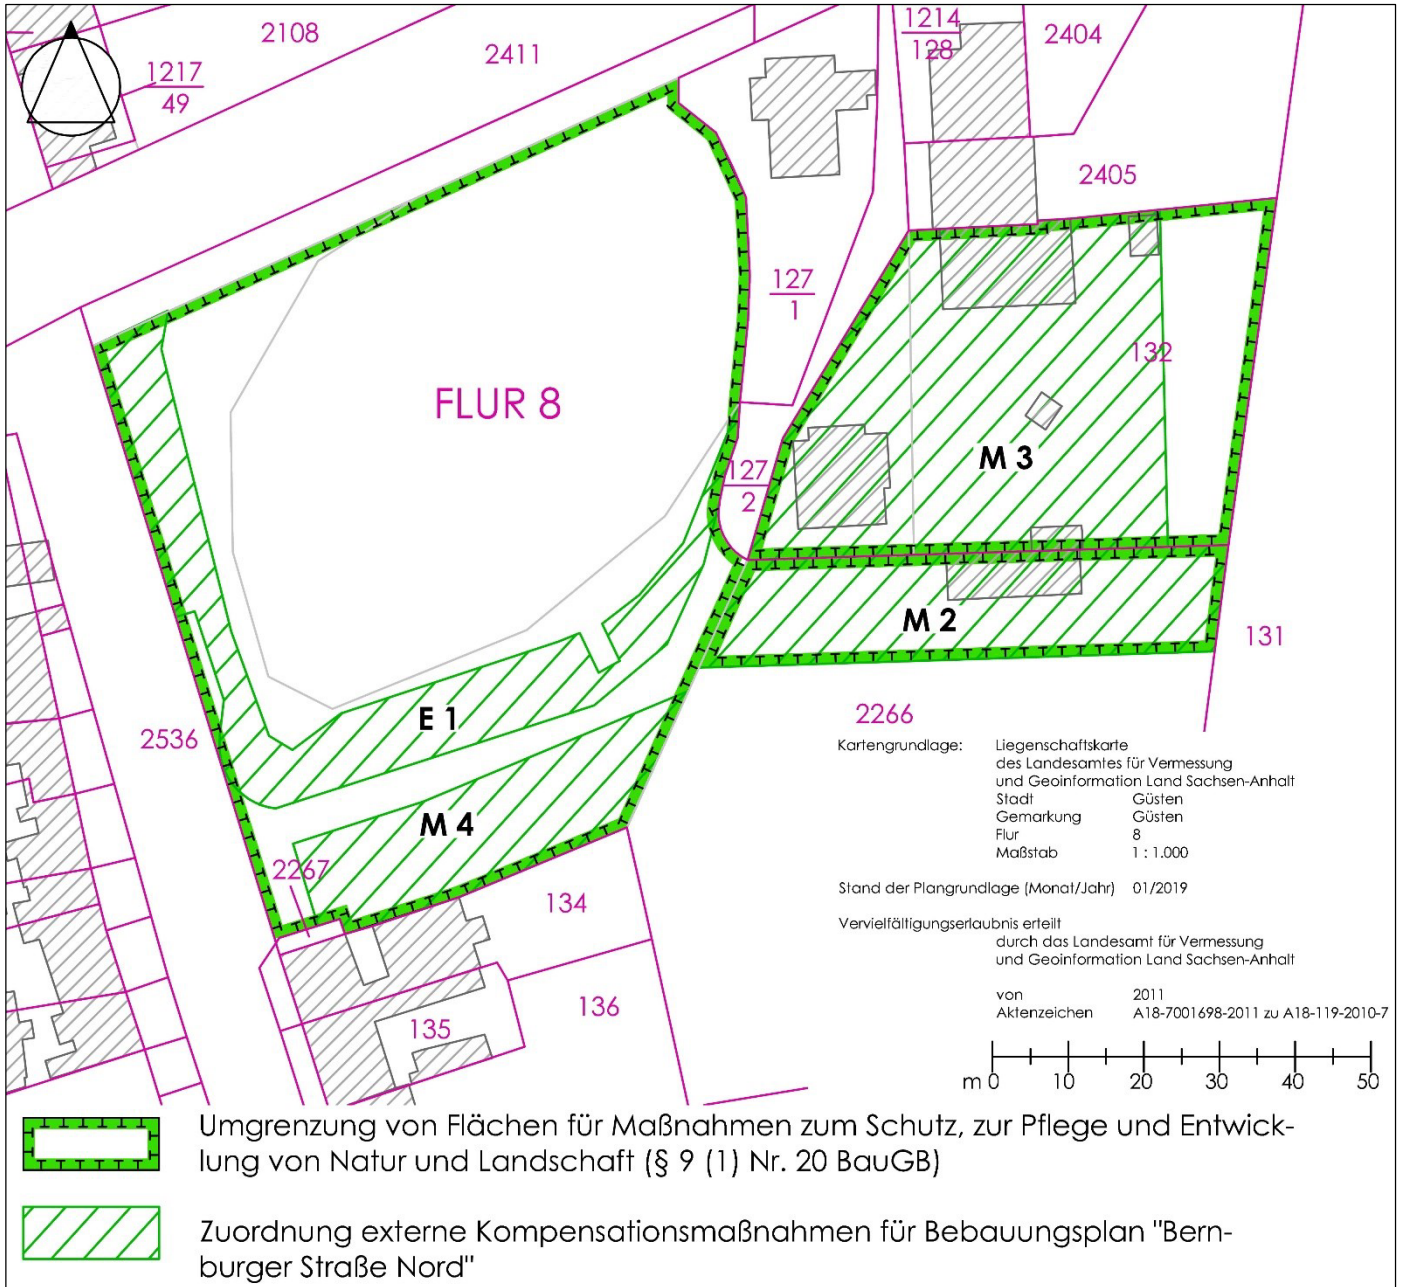 2108
2411
1214
128
2404
1217
49
2405
127
1
132
FLUR 8
M 3
127
2
M 2
131
E 1
2266
2536
M 4
2267
134
136
135
Kartengrundlage: Liegenschaftskarte
des Landesamtes für Vermessung
und Geoinformation Land Sachsen-Anhalt
Stadt Güsten
Gemarkung Güsten
Flur 8
Maßstab 1 : 1.000
Stand der Plangrundlage (Monat/Jahr) 01/2019
Vervielfältigungserlaubnis erteilt
durch das Landesamt für Vermessung
und Geoinformation Land Sachsen-Anhalt
von 2011
Aktenzeichen A18-7001698-2011 zu A18-119-2010-7
m 0 10 20 30 40 50
Umgrenzung von Flächen für Maßnahmen zum Schutz, zur Pflege und Entwick-
lung von Natur und Landschaft (§ 9 (1) Nr. 20 BauGB)
Zuordnung externe Kompensationsmaßnahmen für Bebauungsplan "Bern-
burger Straße Nord"